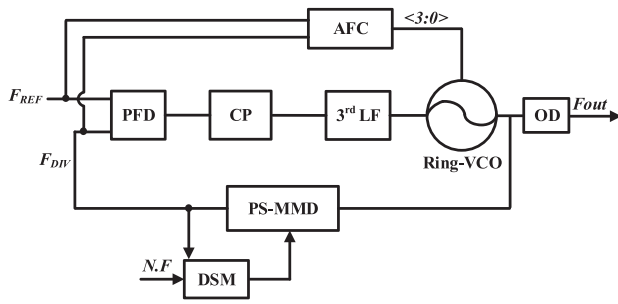 AFC
<3:0>
F_REF
PFD
CP
3rd LF
Ring-VCO
OD
Fout
F_DIV
PS-MMD
N.F
DSM